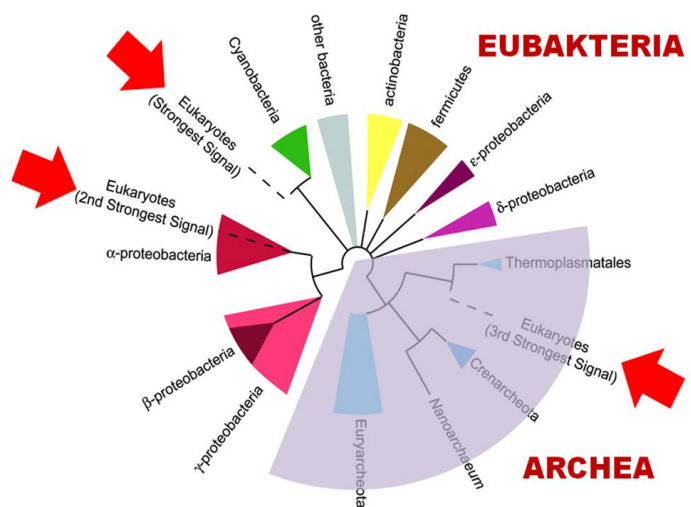 EUBAKTERIA
Cyanobacteria
other bacteria
actinobacteria
fermicutes
ε-proteobacteria
δ-proteobacteria
Eukaryotes
(Strongest Signal)
Eukaryotes
(2nd Strongest Signal)
α-proteobacteria
β-proteobacteria
γ-proteobacteria
Thermoplasmatales
Eukaryotes
(3rd Strongest Signal)
Crenarcheota
Nanoarchaeum
Euryarcheota
ARCHEA